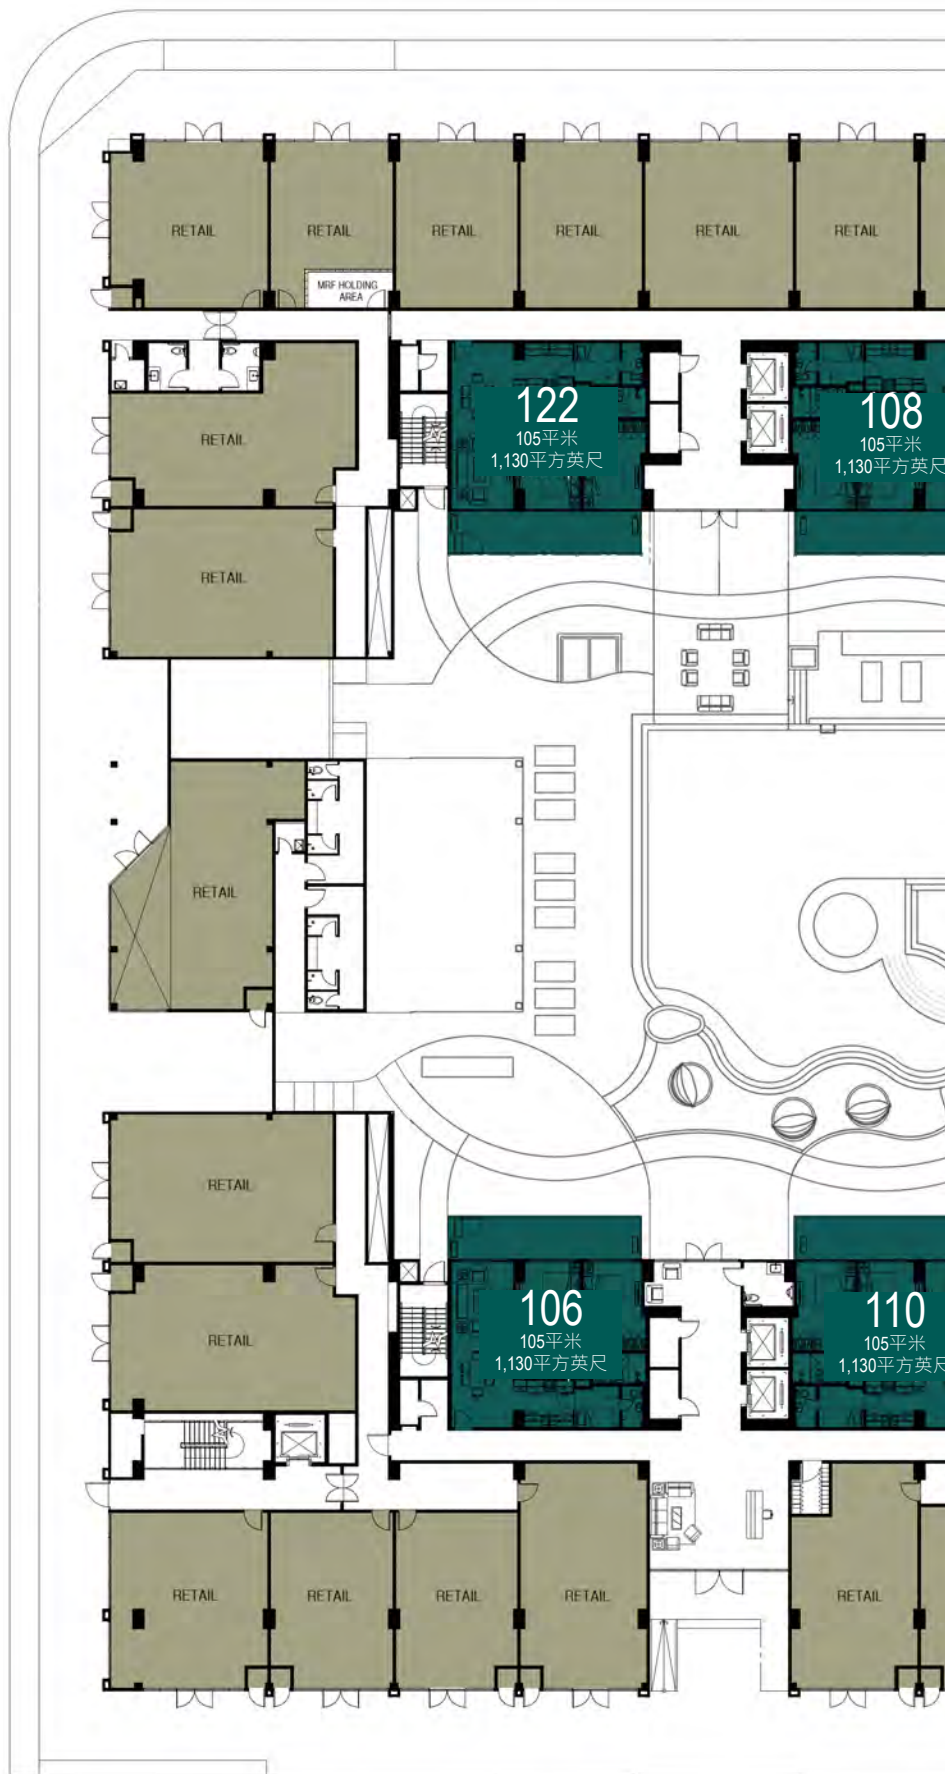 RETAIL
RETAIL
RETAIL
RETAIL
RETAIL
RETAIL
MRF HOLDING
AREA
122
105平米
1,130平方英尺
108
105平米
1,130平方英尺
RETAIL
RETAIL
RETAIL
RETAIL
RETAIL
106
105平米
1,130平方英尺
110
105平米
1,130平方英尺
RETAIL
RETAIL
RETAIL
RETAIL
RETAIL